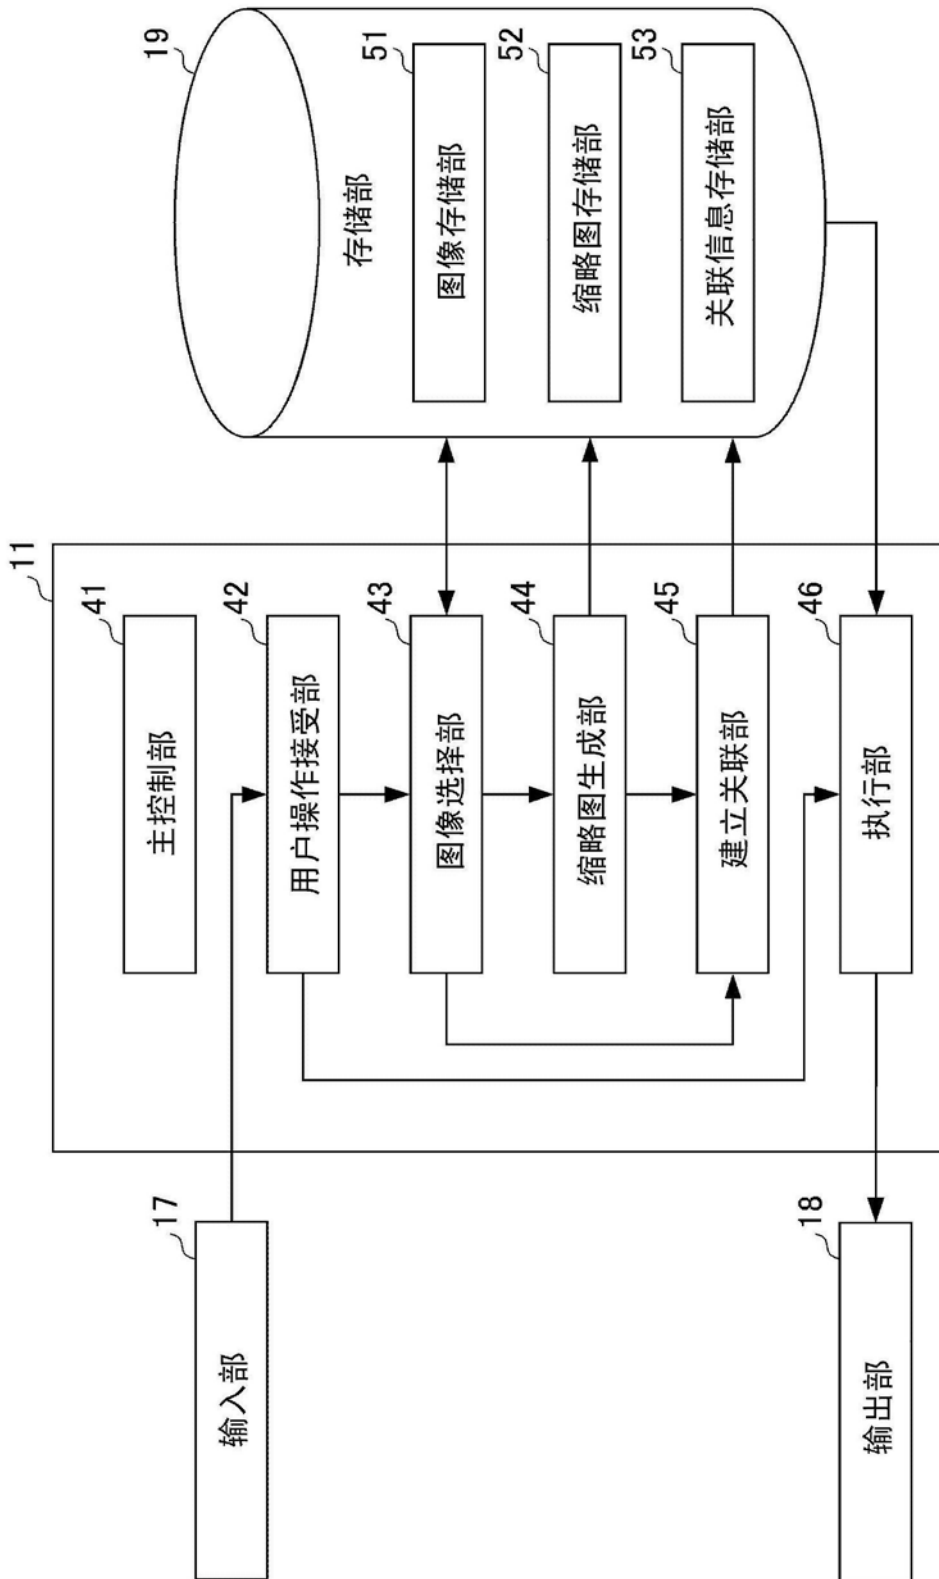 11
19
17
输入部
41
主控制部
42
用户操作接受部
43
图像选择部
44
缩略图生成部
45
建立关联部
46
执行部
18
输出部
存储部
51
图像存储部
52
缩略图存储部
53
关联信息存储部